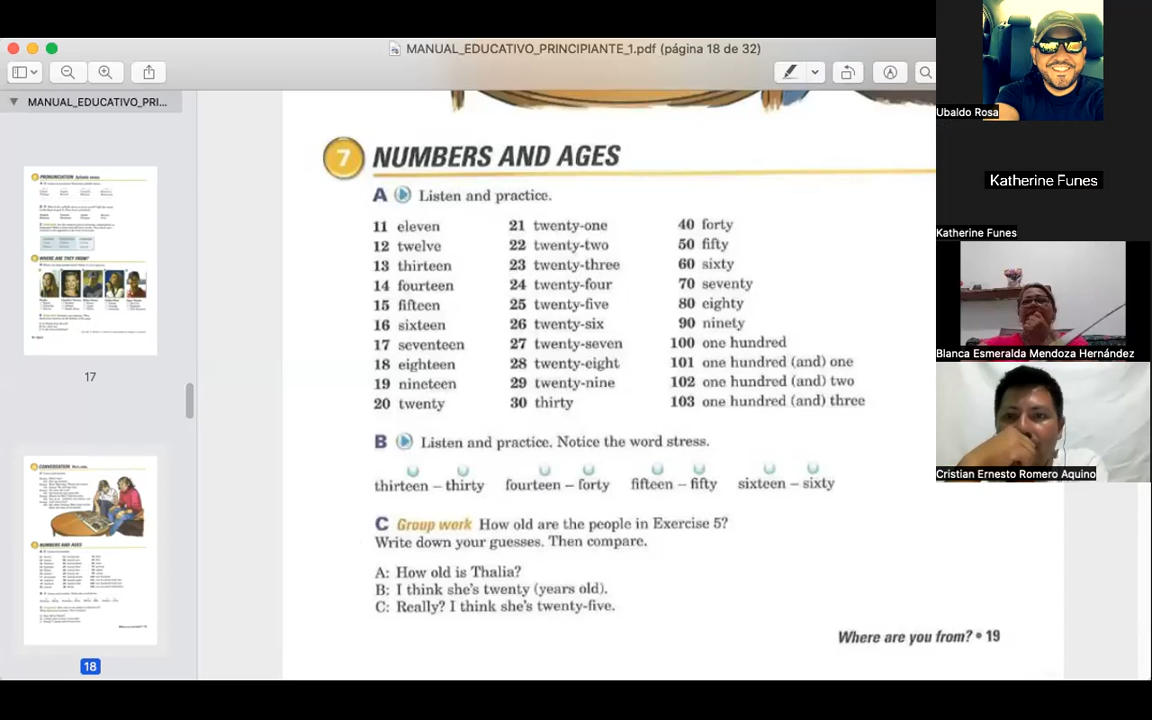 MANUAL_EDUCATIVO_PRINCIPIANTE_1.pdf (página 18 de 32)
MANUAL_EDUCATIVO_PRI...
17
18
7 NUMBERS AND AGES
A Listen and practice.
11 eleven 21 twenty-one 40 forty
12 twelve 22 twenty-two 50 fifty
13 thirteen 23 twenty-three 60 sixty
14 fourteen 24 twenty-four 70 seventy
15 fifteen 25 twenty-five 80 eighty
16 sixteen 26 twenty-six 90 ninety
17 seventeen 27 twenty-seven 100 one hundred
18 eighteen 28 twenty-eight 101 one hundred (and) one
19 nineteen 29 twenty-nine 102 one hundred (and) two
20 twenty 30 thirty 103 one hundred (and) three
B Listen and practice. Notice the word stress.
thirteen – thirty fourteen – forty fifteen – fifty sixteen – sixty
C Group work How old are the people in Exercise 5?
Write down your guesses. Then compare.
A: How old is Thalia?
B: I think she's twenty (years old).
C: Really? I think she's twenty-five.
Where are you from? • 19
Ubaldo Rosa
Katherine Funes
Katherine Funes
Blanca Esmeralda Mendoza Hernández
Cristian Ernesto Romero Aquino